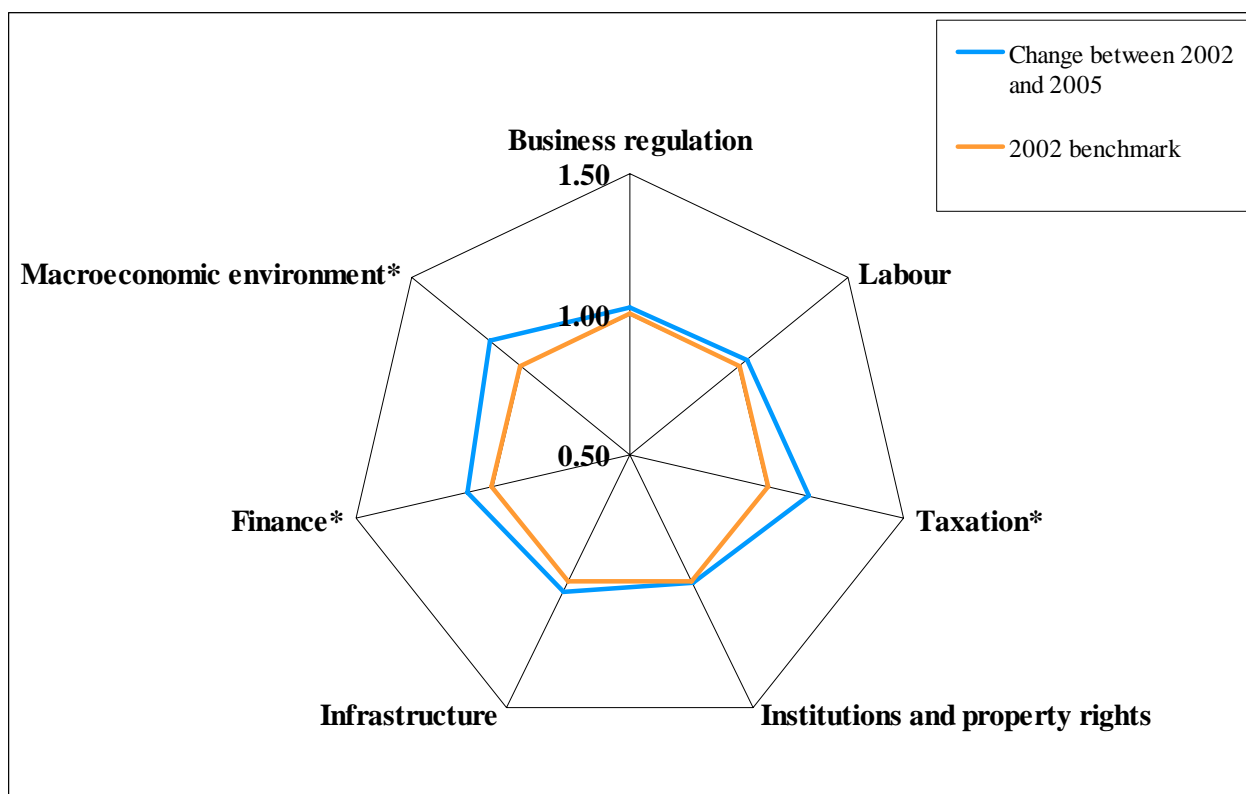 Change between 2002
and 2005
2002 benchmark
Business regulation
1.50
Macroeconomic environment*
Labour
1.00
0.50
Finance*
Taxation*
Infrastructure
Institutions and property rights